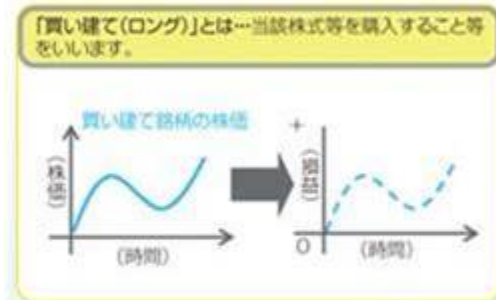 「買い建て(ロング)」とは…当該株式等を購入すること等
をいいます。
買い建て銘柄の株価
(株価)
(時間)
+
(損益)
O
(時間)